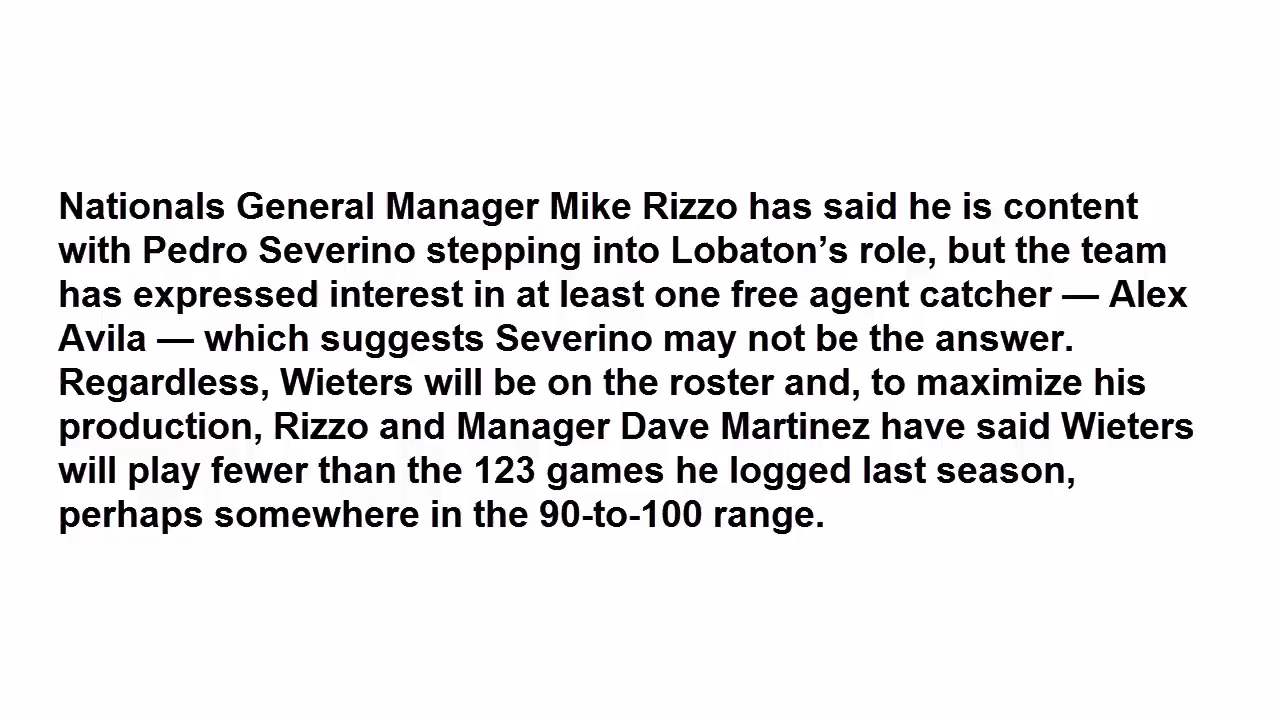 Nationals General Manager Mike Rizzo has said he is content
with Pedro Severino stepping into Lobaton’s role, but the team
has expressed interest in at least one free agent catcher — Alex
Avila — which suggests Severino may not be the answer.
Regardless, Wieters will be on the roster and, to maximize his
production, Rizzo and Manager Dave Martinez have said Wieters
will play fewer than the 123 games he logged last season,
perhaps somewhere in the 90-to-100 range.